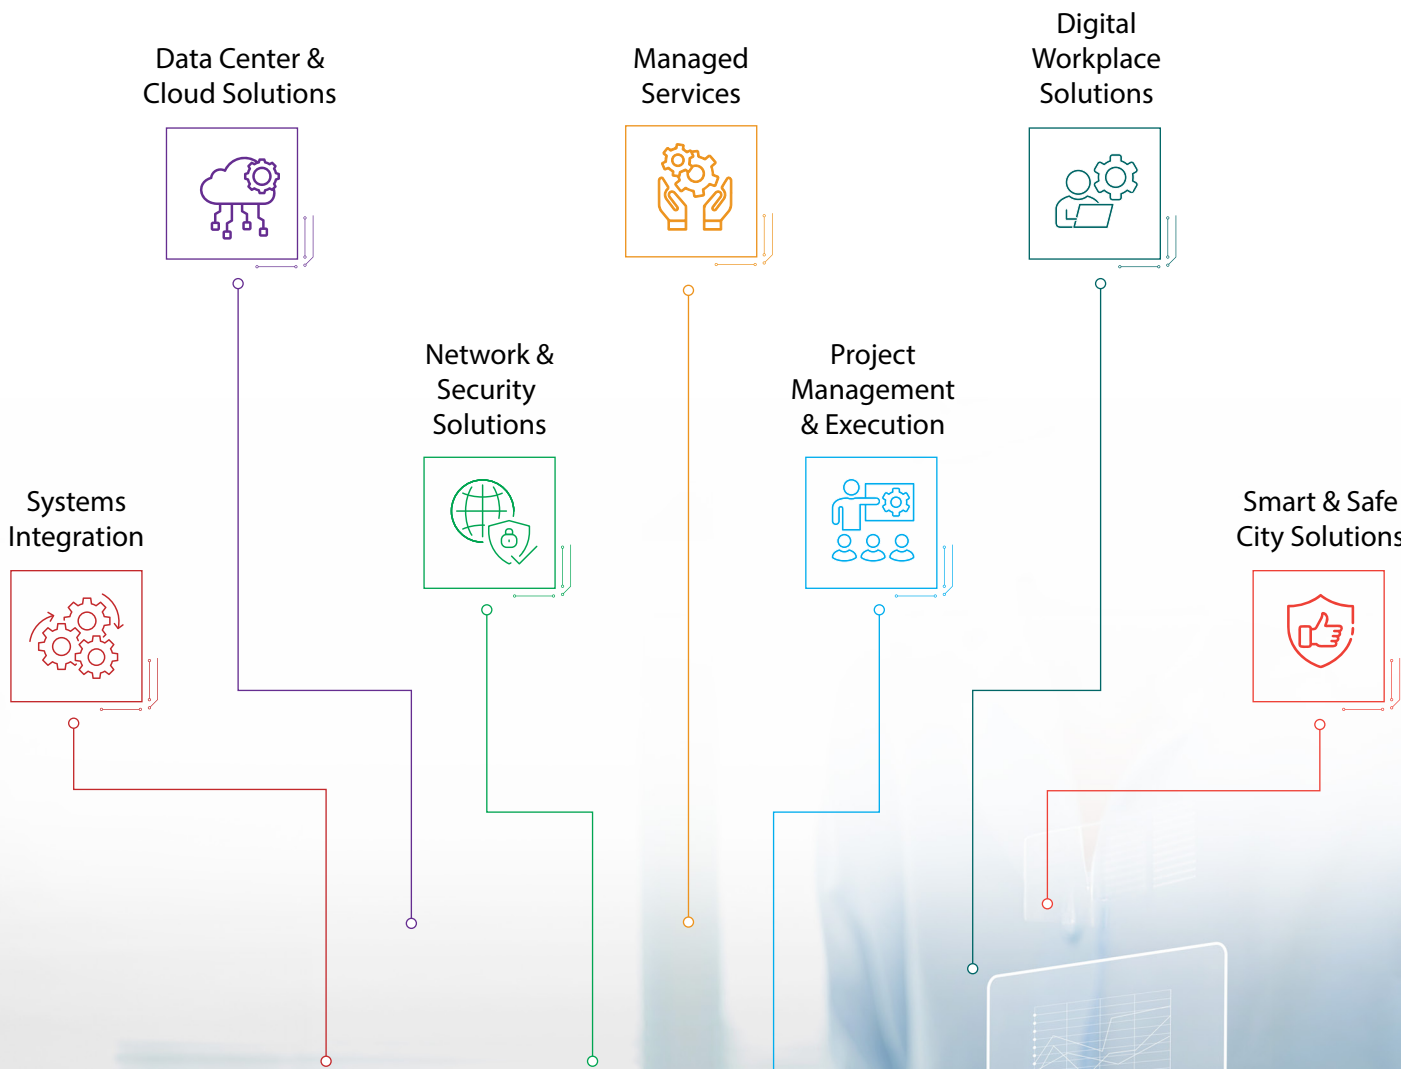 Data Center &
Cloud Solutions
Managed
Services
Digital
Workplace
Solutions
Network &
Security
Solutions
Project
Management
& Execution
Systems
Integration
Smart & Safe
City Solutions